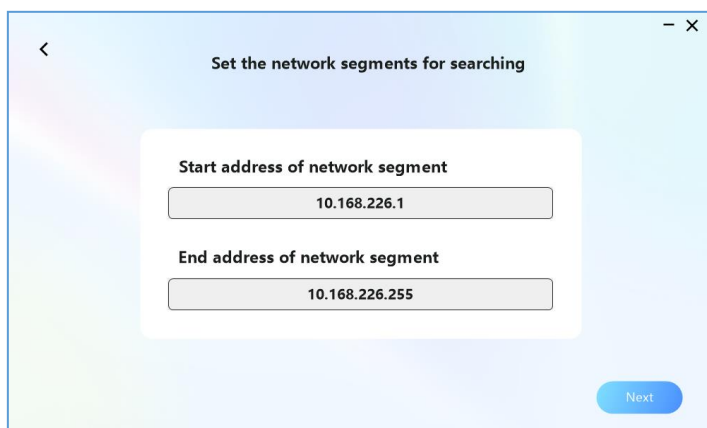 Set the network segments for searching
Start address of network segment
10.168.226.1
End address of network segment
10.168.226.255
Next